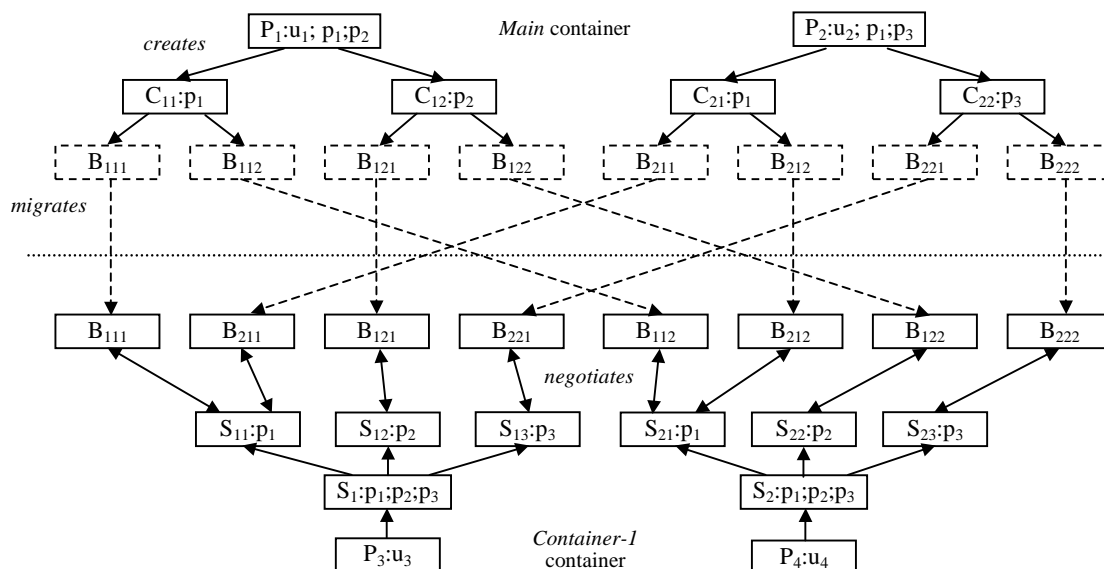 P₁:u₁; p₁;p₂
Main container
P₂:u₂; p₁;p₃
creates
C₁₁:p₁
C₁₂:p₂
C₂₁:p₁
C₂₂:p₃
B₁₁₁
B₁₁₂
B₁₂₁
B₁₂₂
B₂₁₁
B₂₁₂
B₂₂₁
B₂₂₂
migrates
B₁₁₁
B₂₁₁
B₁₂₁
B₂₂₁
B₁₁₂
B₂₁₂
B₁₂₂
B₂₂₂
negotiates
S₁₁:p₁
S₁₂:p₂
S₁₃:p₃
S₂₁:p₁
S₂₂:p₂
S₂₃:p₃
S₁:p₁;p₂;p₃
S₂:p₁;p₂;p₃
P₃:u₃
Container-1
container
P₄:u₄